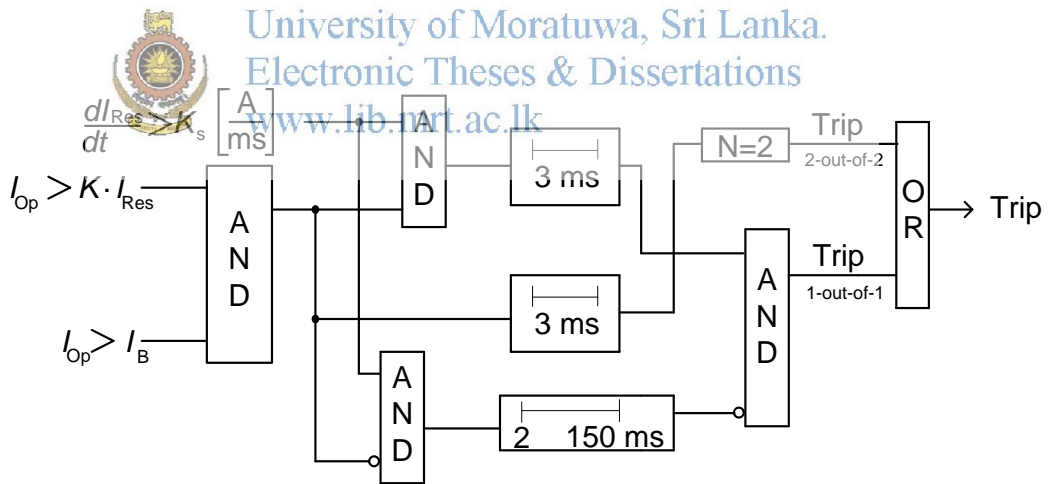 University of Moratuwa, Sri Lanka.
Electronic Theses & Dissertations
www.lib.mrt.ac.lk
dI_Res/dt > K_s [A/ms]
I_Op > K · I_Res
I_Op > I_B
AND
AND
3 ms
3 ms
AND
2 150 ms
N=2
Trip
2-out-of-2
AND
Trip
1-out-of-1
OR
Trip